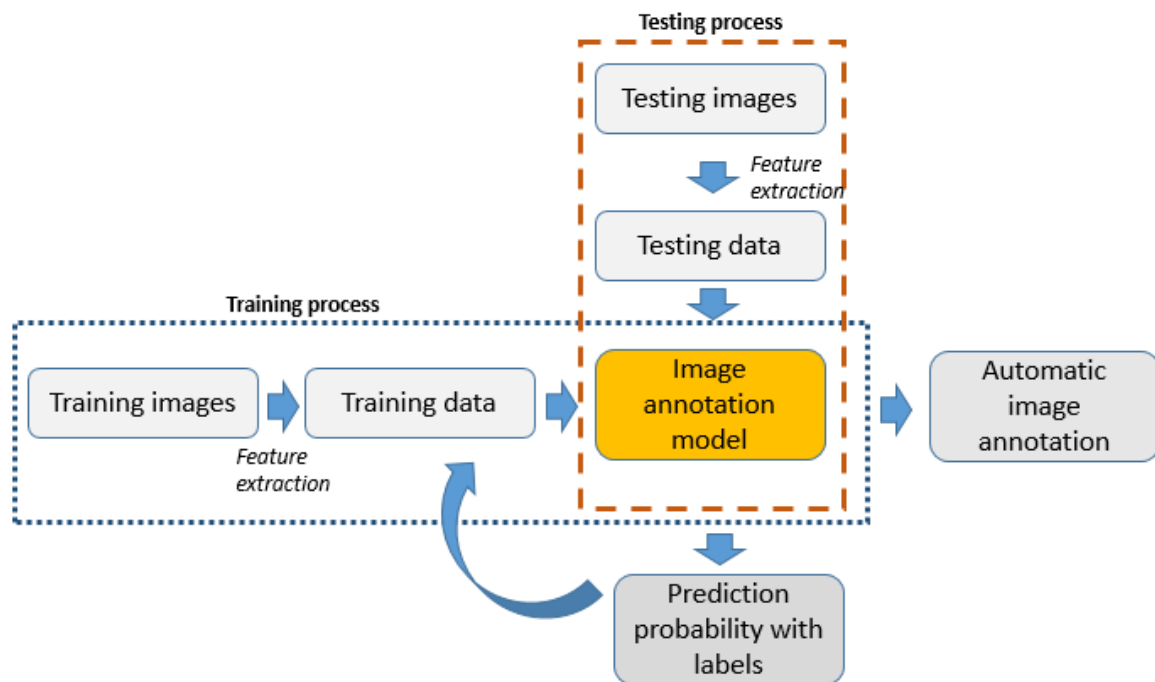 Testing process
Testing images
Feature
extraction
Testing data
Training process
Training images
Feature
extraction
Training data
Image
annotation
model
Automatic
image
annotation
Prediction
probability with
labels